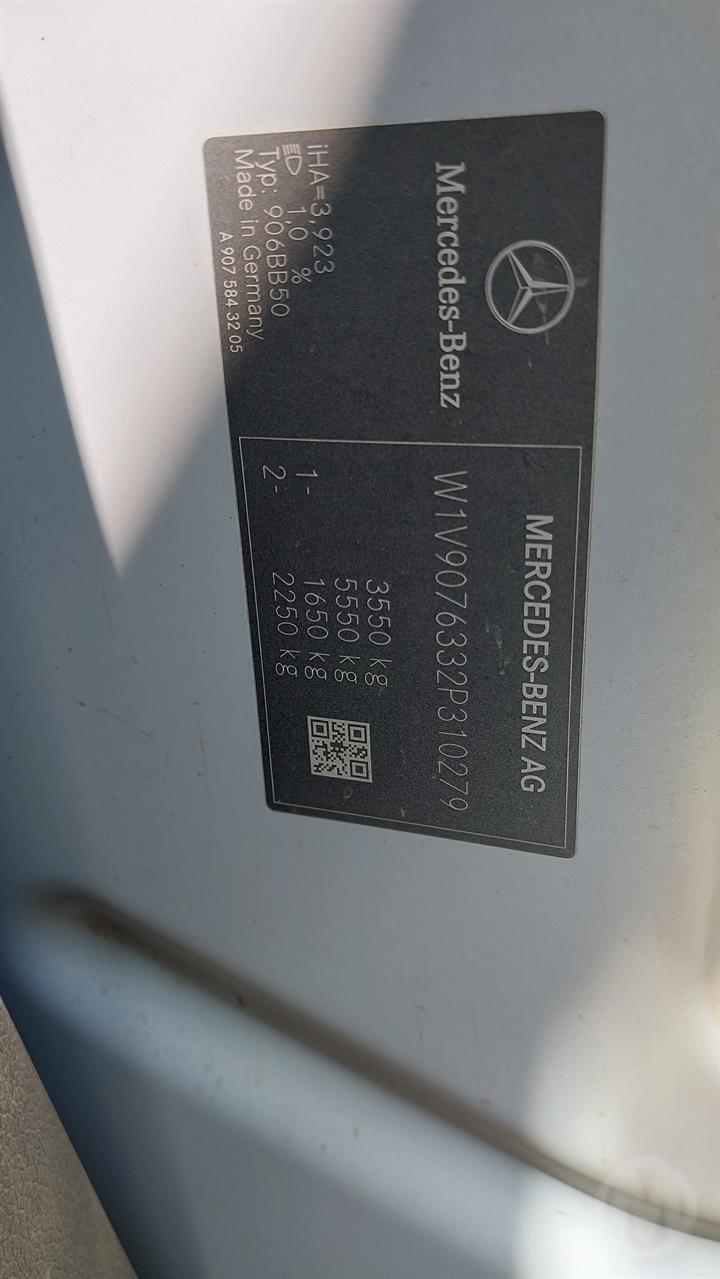 Mercedes-Benz
iHA=3,923
1,0 %
Typ: 906BB50
Made in Germany
A 907 584 32 05
MERCEDES-BENZ AG
W1V9076332P310279
3550 kg
5550 kg
1- 1650 kg
2- 2250 kg